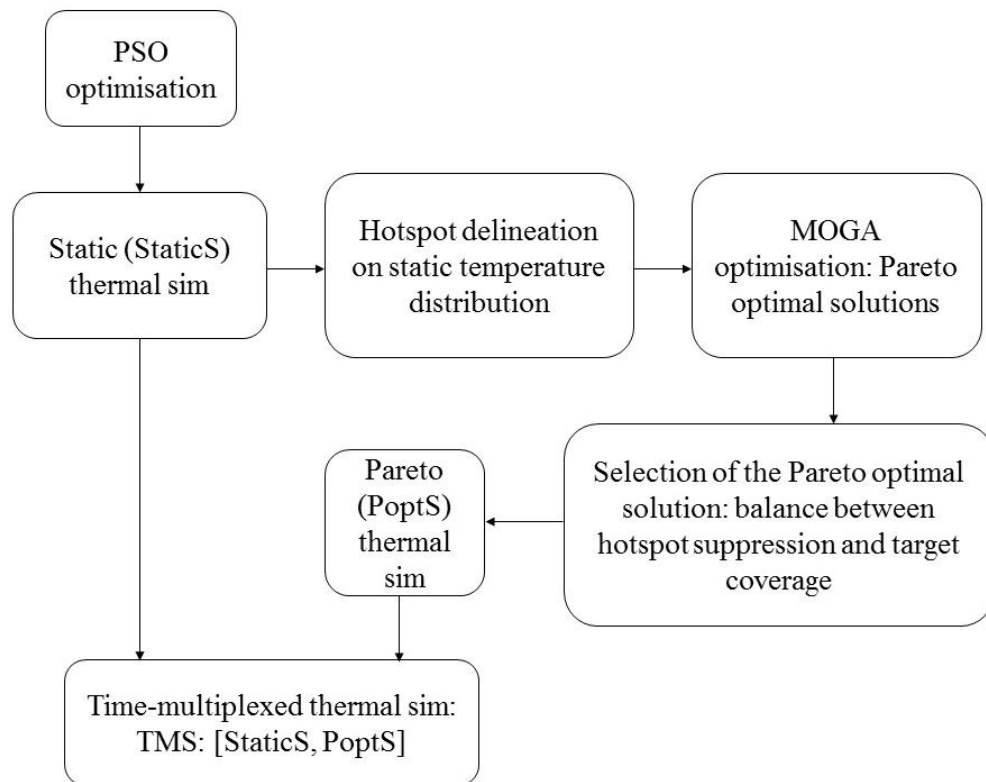 PSO
optimisation
Static (StaticS)
thermal sim
Hotspot delineation
on static temperature
distribution
MOGA
optimisation: Pareto
optimal solutions
Selection of the Pareto optimal
solution: balance between
hotspot suppression and target
coverage
Pareto
(PoptS)
thermal
sim
Time-multiplexed thermal sim:
TMS: [StaticS, PoptS]